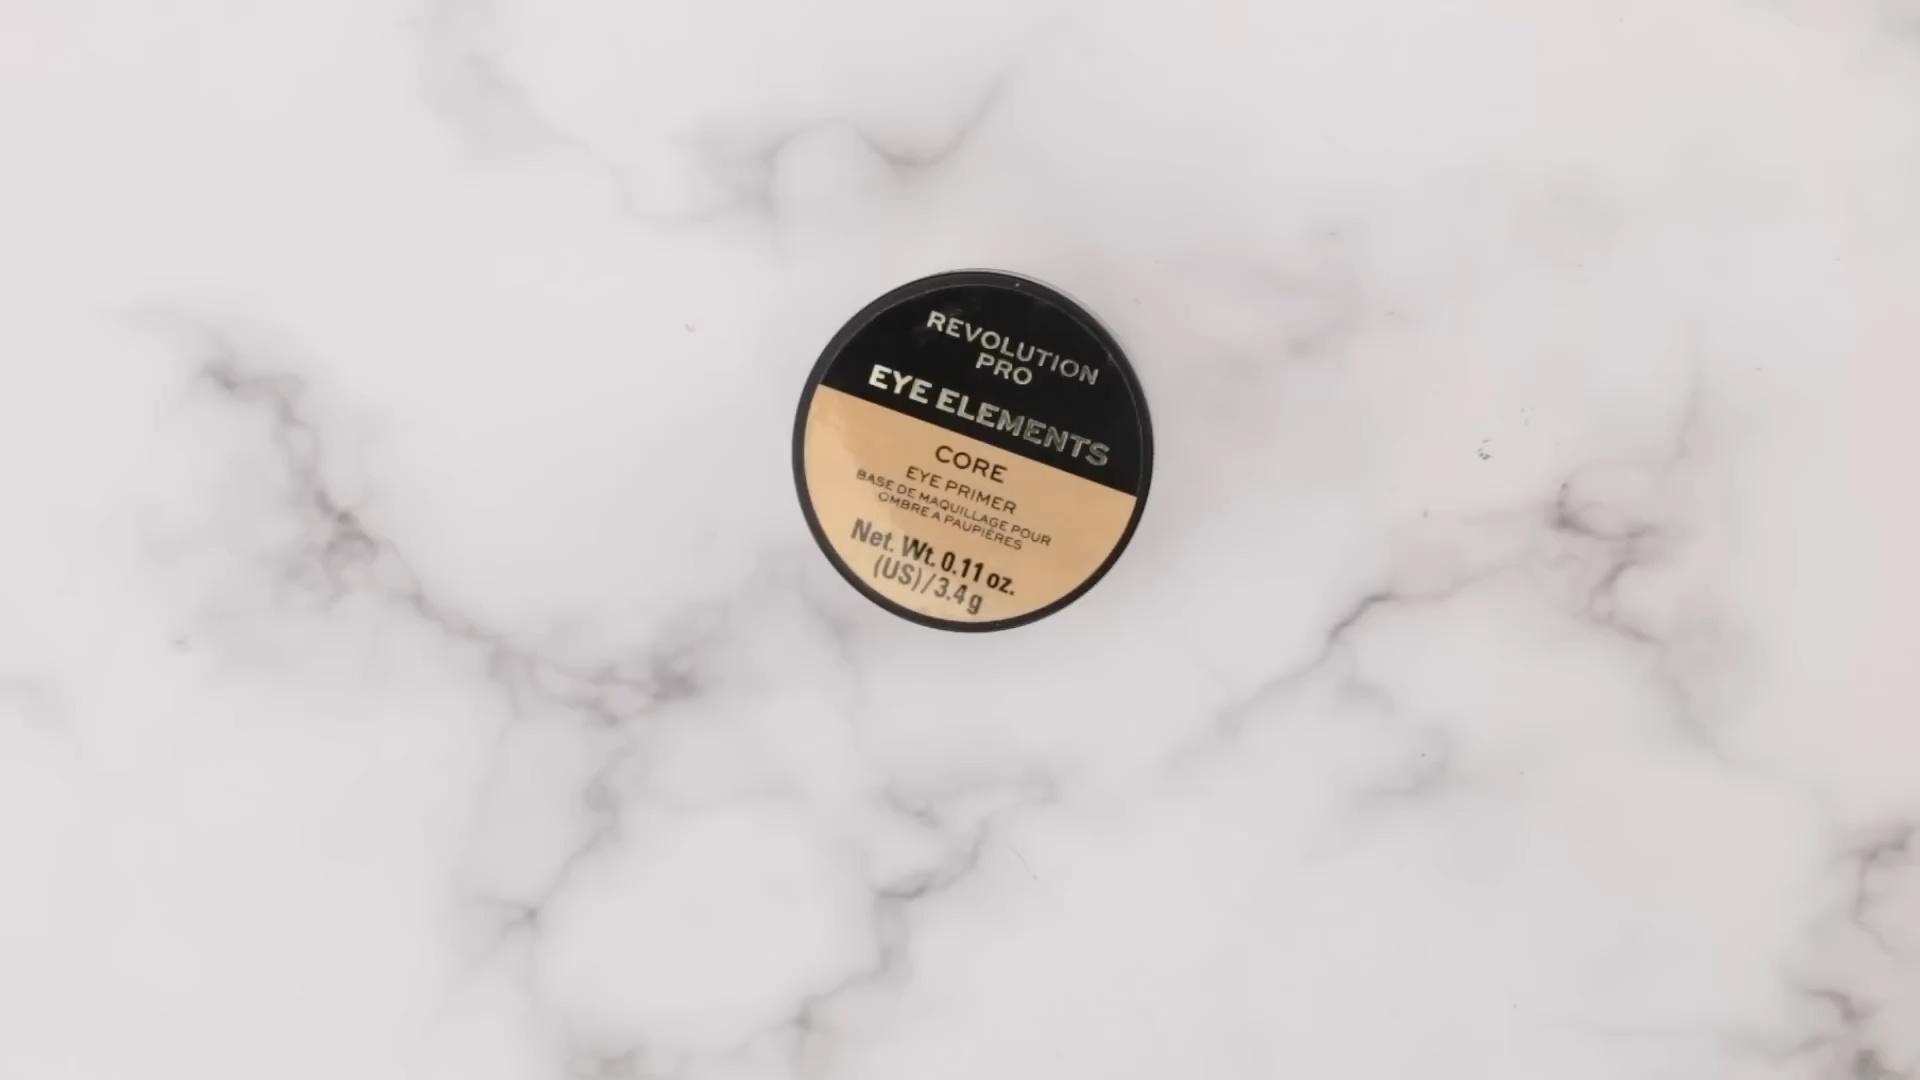 REVOLUTION
PRO
EYE ELEMENTS
CORE
EYE PRIMER
BASE DE MAQUILLAGE POUR
OMBRE A PAUPIÈRES
Net. Wt. 0.11 oz.
(US)/3.4 g